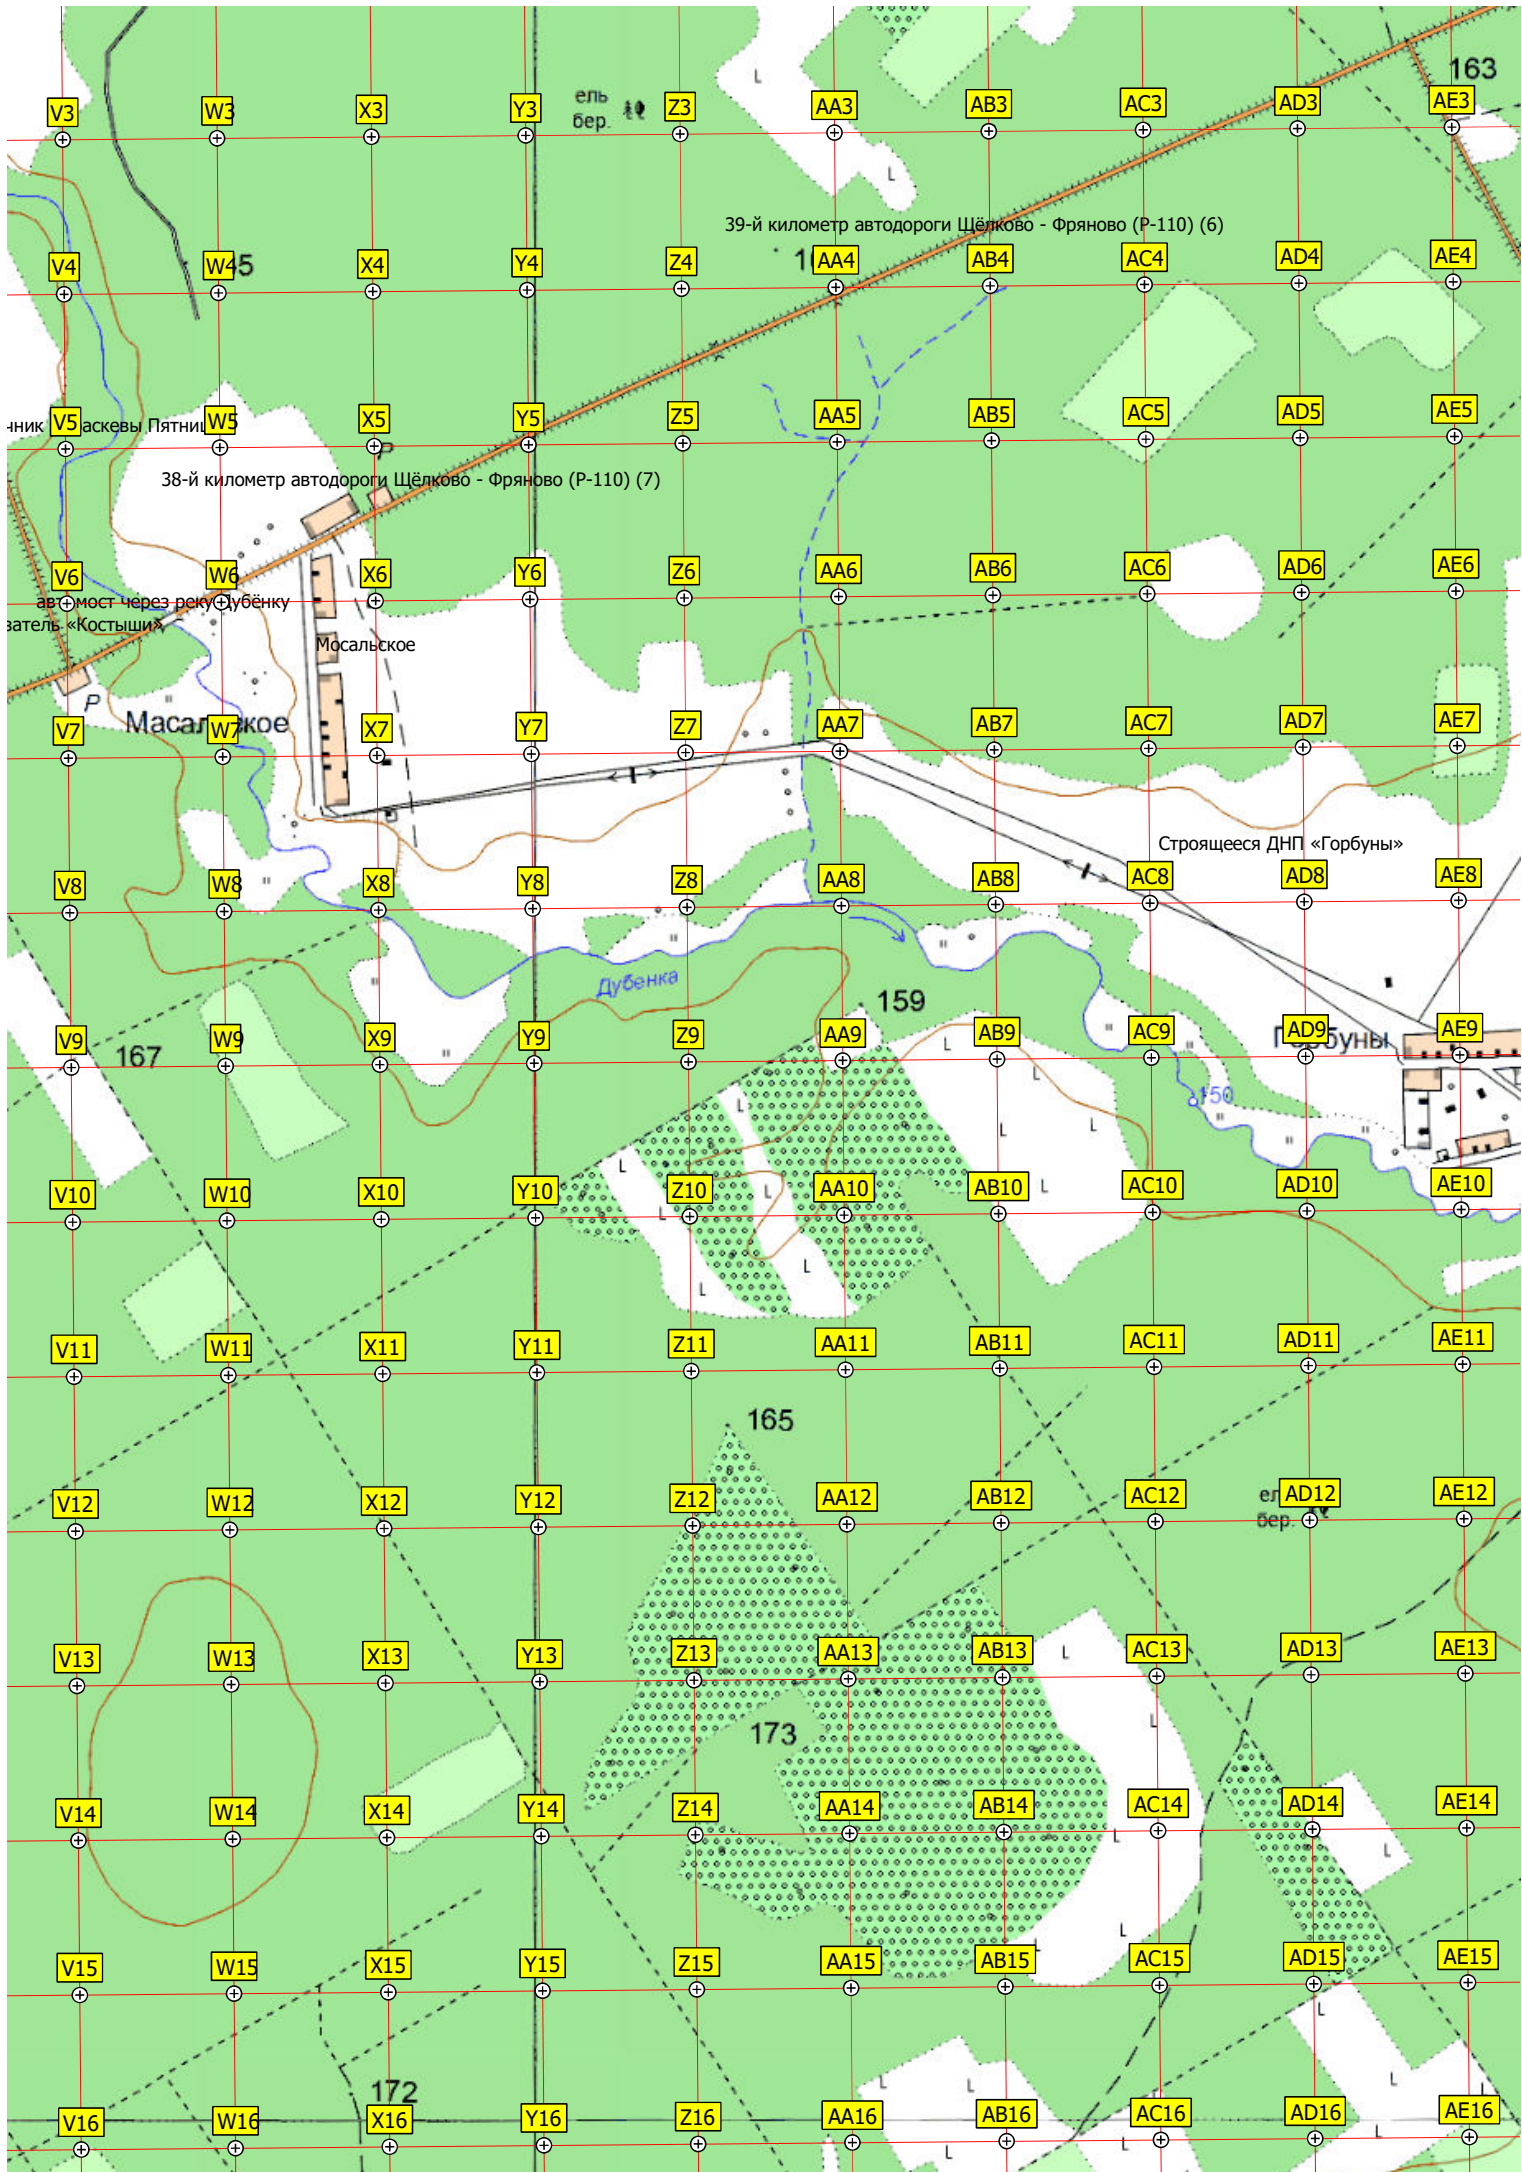 163
V3 W3 X3 Y3 ель Z3 AA3 AB3 AC3 AD3 AE3
бер.
L
L
39-й километр автодороги Щёлково - Фряново (Р-110) (6)
V4 W4 X4 Y4 Z4 AA4 AB4 AC4 AD4 AE4
V5 W5 X5 Y5 Z5 AA5 AB5 AC5 AD5 AE5
P
38-й километр автодороги Щёлково - Фряново (Р-110) (7)
V6 W6 X6 Y6 Z6 AA6 AB6 AC6 AD6 AE6
мост через реку Дубёнку
«Костыши»
Мосальское
P
V7 W7 X7 Y7 Z7 AA7 AB7 AC7 AD7 AE7
Строящееся ДНП «Горбуны»
V8 W8 X8 Y8 Z8 AA8 AB8 AC8 AD8 AE8
Дубенка
159
V9 167 W9 X9 Y9 Z9 AA9 AB9 AC9 AD9 AE9
L
L
150
L
L
L
L
V10 W10 X10 Y10 Z10 AA10 AB10 AC10 AD10 AE10
L
L
L
L
L
V11 W11 X11 Y11 Z11 AA11 AB11 AC11 AD11 AE11
165
V12 W12 X12 Y12 Z12 AA12 AB12 AC12 AD12 AE12
бер.
V13 W13 X13 Y13 Z13 AA13 AB13 L AC13 AD13 AE13
L
173
V14 W14 X14 Y14 Z14 AA14 AB14 AC14 AD14 AE14
L
L
L
V15 W15 X15 Y15 Z15 AA15 AB15 AC15 AD15 AE15
L
L
L
L
L
172
V16 W16 X16 Y16 Z16 AA16 AB16 AC16 AD16 AE16
L
L
L